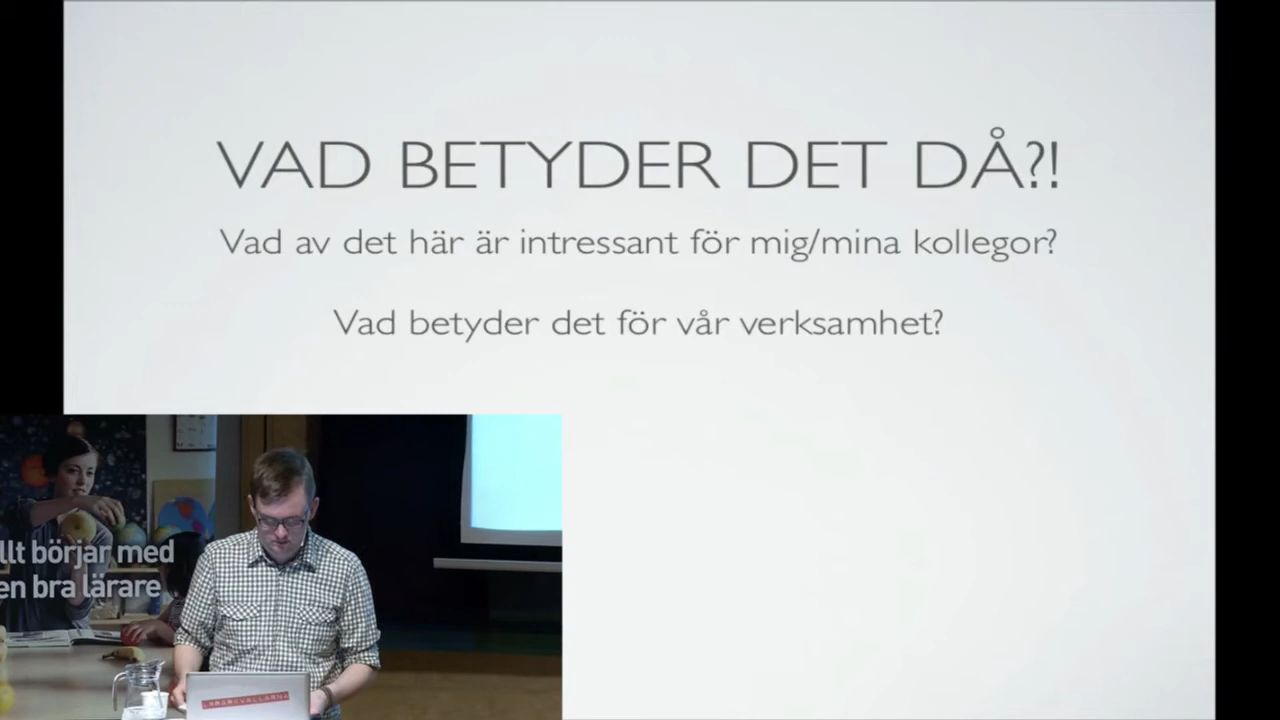 VAD BETYDER DET DÅ?!
Vad av det här är intressant för mig/mina kollegor?
Vad betyder det för vår verksamhet?
llt börjar med
en bra lärare
LÄRARKVÄLLARNA